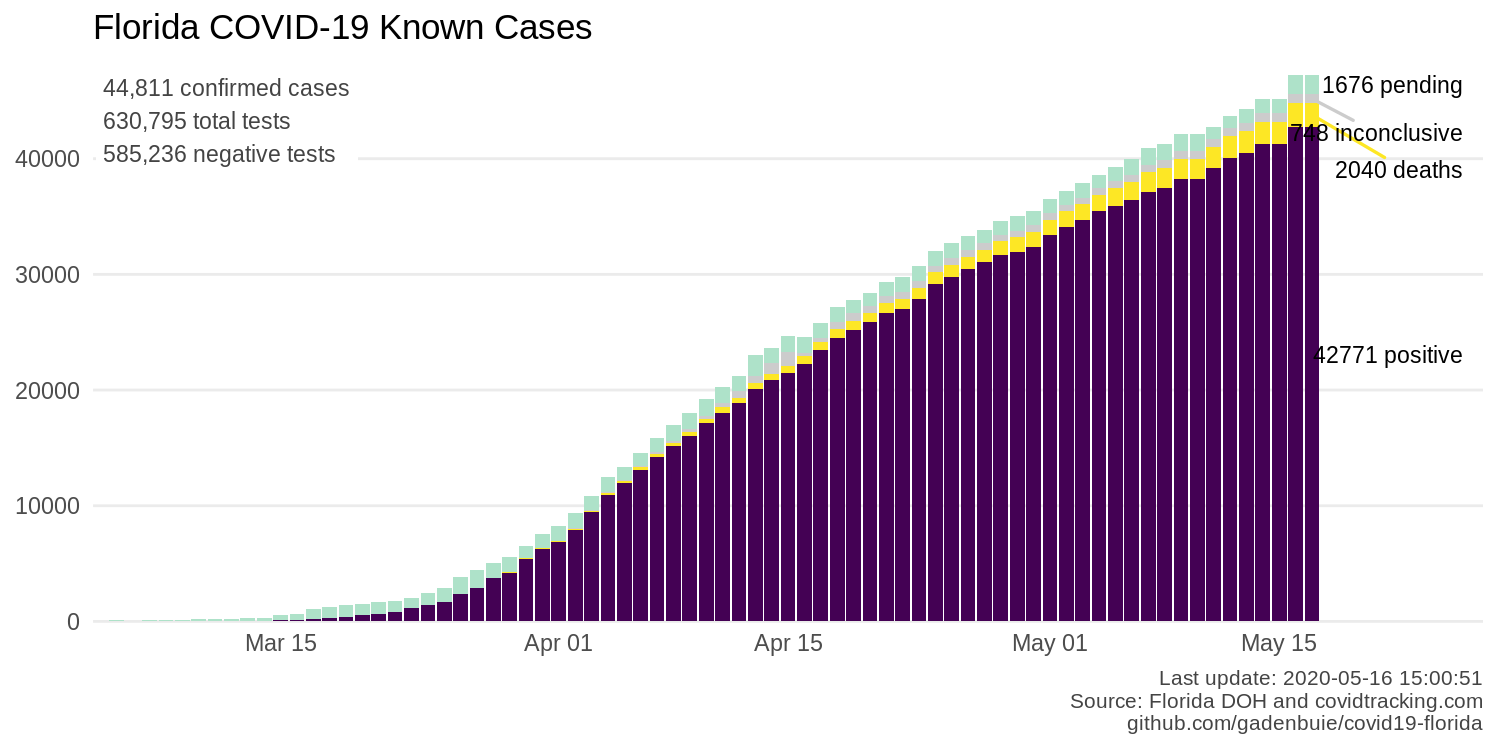 Florida COVID-19 Known Cases
44,811 confirmed cases
630,795 total tests
585,236 negative tests
1676 pending
748 inconclusive
2040 deaths
42771 positive
40000
30000
20000
10000
0
Mar 15
Apr 01
Apr 15
May 01
May 15
Last update: 2020-05-16 15:00:51
Source: Florida DOH and covidtracking.com
github.com/gadenbuie/covid19-florida